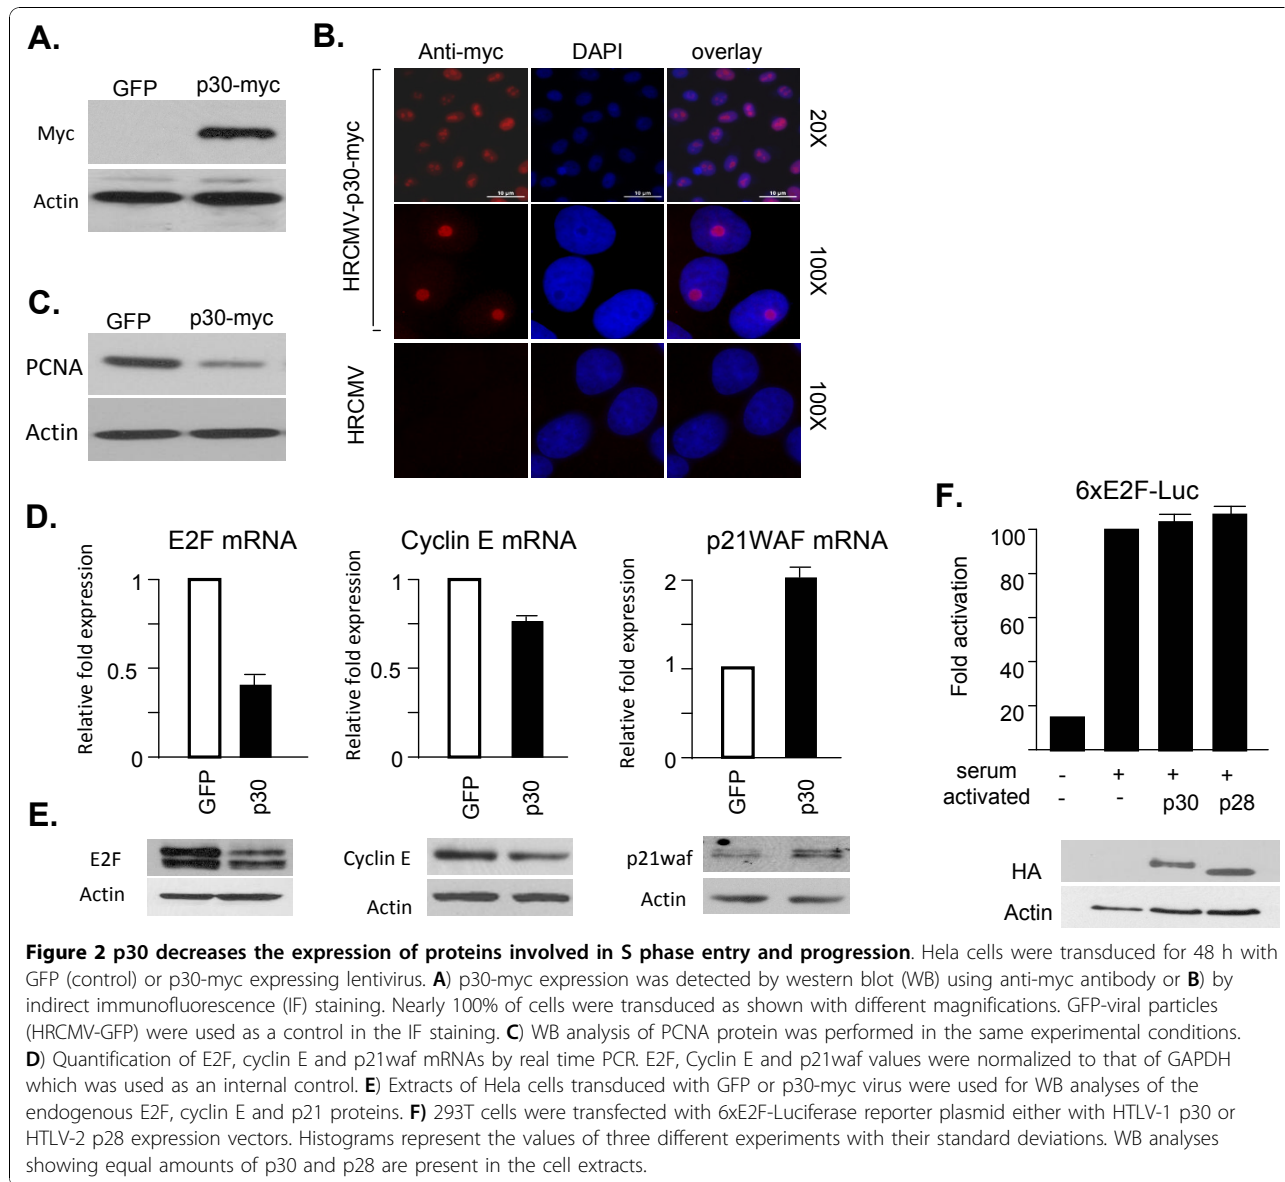 A.
GFP p30-myc
Myc
Actin
B.
Anti-myc DAPI overlay
HRCMV-p30-myc
HRCMV
20X
100X
100X
10 µm 10 µm 10 µm
C.
GFP p30-myc
PCNA
Actin
D.
E2F mRNA
Relative fold expression
1
0.5
0
GFP p30
Cyclin E mRNA
Relative fold expression
1
0.5
0
GFP p30
p21WAF mRNA
Relative fold expression
2
1
0
GFP p30
E.
E2F
Actin
Cyclin E
Actin
p21waf
Actin
F.
6xE2F-Luc
Fold activation
100
80
60
40
20
serum - + + +
activated - - p30 p28
HA
Actin
Figure 2 p30 decreases the expression of proteins involved in S phase entry and progression. Hela cells were transduced for 48 h with
GFP (control) or p30-myc expressing lentivirus. A) p30-myc expression was detected by western blot (WB) using anti-myc antibody or B) by
indirect immunofluorescence (IF) staining. Nearly 100% of cells were transduced as shown with different magnifications. GFP-viral particles
(HRCMV-GFP) were used as a control in the IF staining. C) WB analysis of PCNA protein was performed in the same experimental conditions.
D) Quantification of E2F, cyclin E and p21waf mRNAs by real time PCR. E2F, Cyclin E and p21waf values were normalized to that of GAPDH
which was used as an internal control. E) Extracts of Hela cells transduced with GFP or p30-myc virus were used for WB analyses of the
endogenous E2F, cyclin E and p21 proteins. F) 293T cells were transfected with 6xE2F-Luciferase reporter plasmid either with HTLV-1 p30 or
HTLV-2 p28 expression vectors. Histograms represent the values of three different experiments with their standard deviations. WB analyses
showing equal amounts of p30 and p28 are present in the cell extracts.